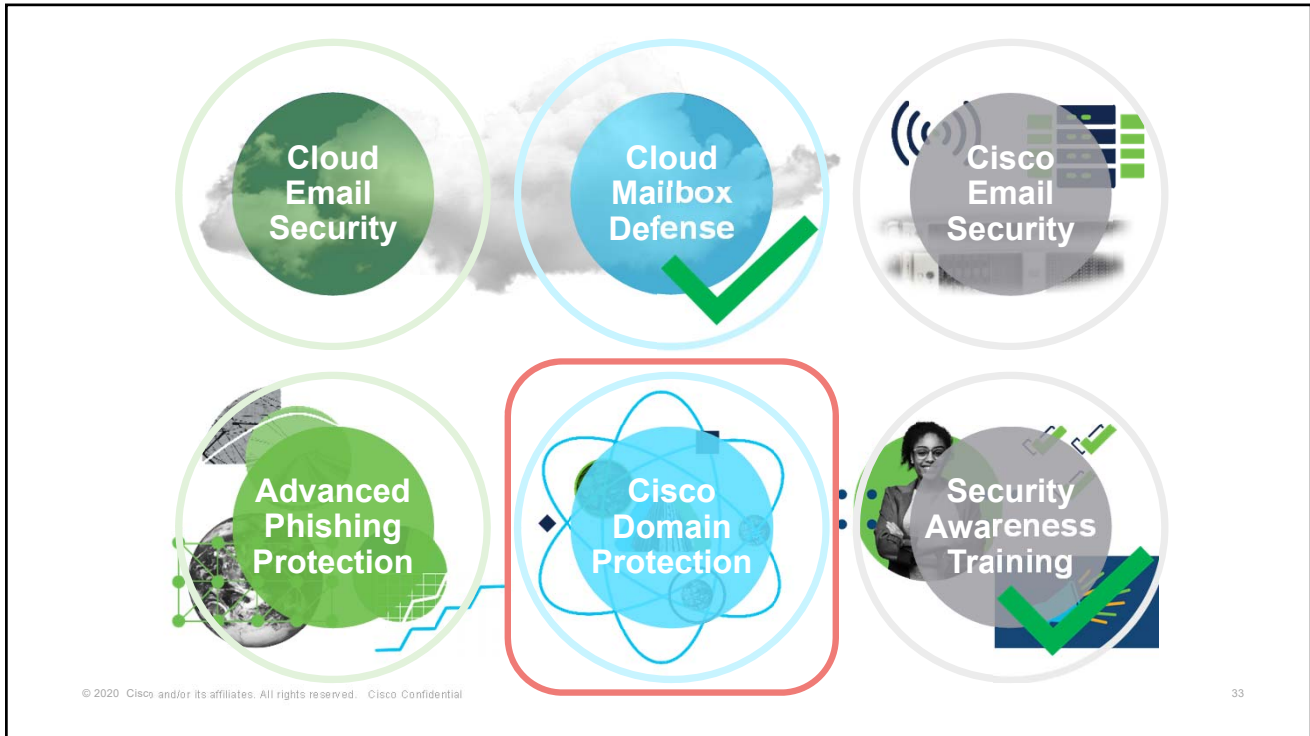 Cloud
Email
Security
Cloud
Mailbox
Defense
Cisco
Email
Security
Advanced
Phishing
Protection
Cisco
Domain
Protection
Security
Awareness
Training
© 2020 Cisco and/or its affiliates. All rights reserved. Cisco Confidential
33